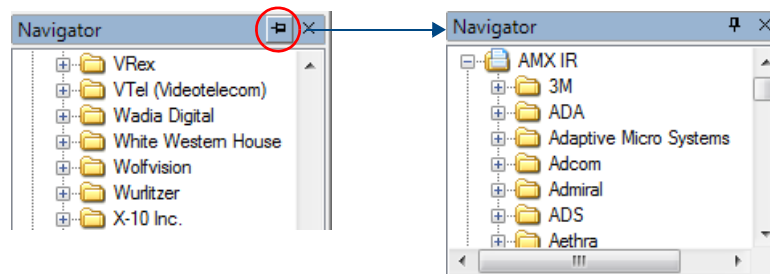 Navigator
VRex
VTel (Videotelecom)
Wadia Digital
White Western House
Wolfvision
Wurlitzer
X-10 Inc.
Navigator
AMX IR
3M
ADA
Adaptive Micro Systems
Adcom
Admiral
ADS
Aethra